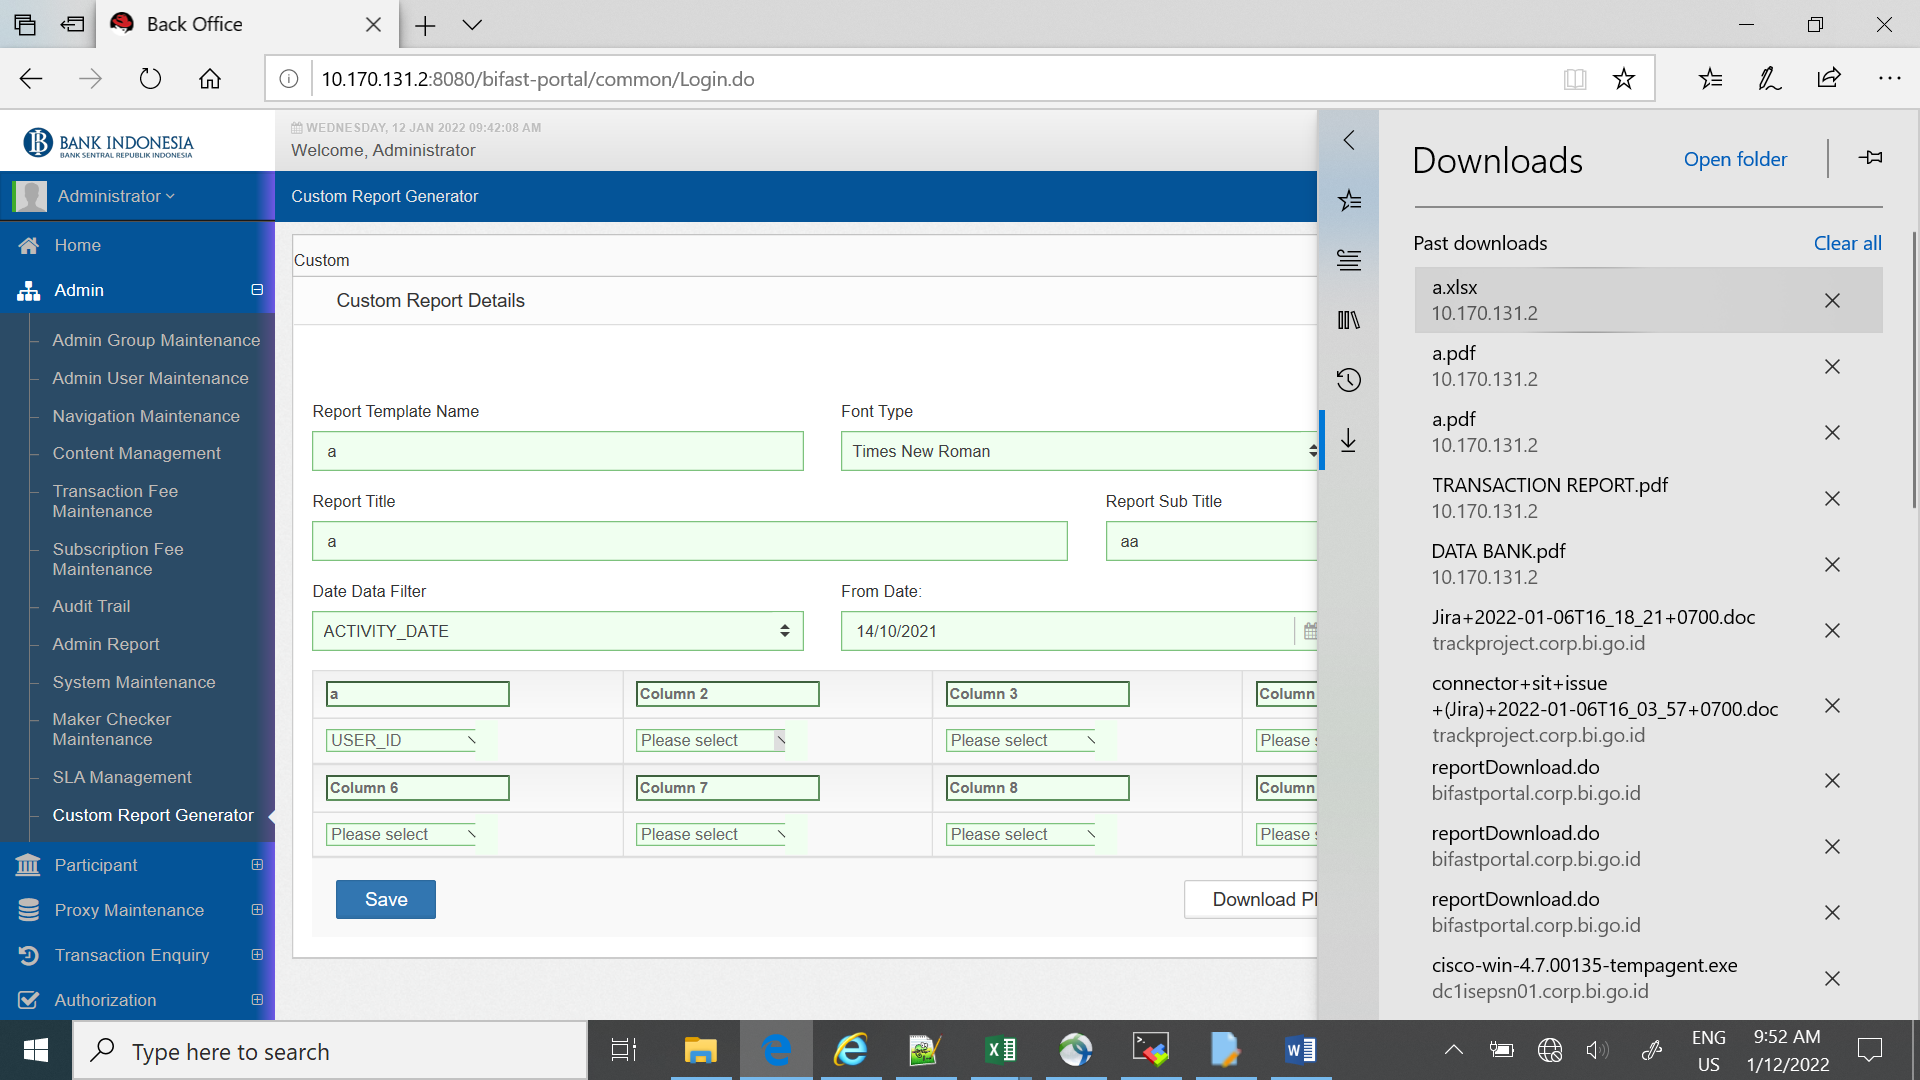 Back Office
10.170.131.2:8080/bifast-portal/common/Login.do
BANK INDONESIA
BANK SENTRAL REPUBLIK INDONESIA
WEDNESDAY, 12 JAN 2022 09:42:08 AM
Welcome, Administrator
Administrator
Custom Report Generator
Home
Admin
Admin Group Maintenance
Admin User Maintenance
Navigation Maintenance
Content Management
Transaction Fee
Maintenance
Subscription Fee
Maintenance
Audit Trail
Admin Report
System Maintenance
Maker Checker
Maintenance
SLA Management
Custom Report Generator
Participant
Proxy Maintenance
Transaction Enquiry
Authorization
Custom
Custom Report Details
Report Template Name
Font Type
a
Times New Roman
Report Title
Report Sub Title
a
aa
Date Data Filter
From Date:
ACTIVITY_DATE
14/10/2021
a
Column 2
Column 3
Column
USER_ID
Please select
Please select
Please
Column 6
Column 7
Column 8
Column
Please select
Please select
Please select
Please
Save
Download
Downloads
Open folder
Past downloads
Clear all
a.xlsx
10.170.131.2
a.pdf
10.170.131.2
a.pdf
10.170.131.2
TRANSACTION REPORT.pdf
10.170.131.2
DATA BANK.pdf
10.170.131.2
Jira+2022-01-06T16_18_21+0700.doc
trackproject.corp.bi.go.id
connector+sit+issue
+(Jira)+2022-01-06T16_03_57+0700.doc
trackproject.corp.bi.go.id
reportDownload.do
bifastportal.corp.bi.go.id
reportDownload.do
bifastportal.corp.bi.go.id
reportDownload.do
bifastportal.corp.bi.go.id
cisco-win-4.7.00135-tempagent.exe
dc1isepsn01.corp.bi.go.id
Type here to search
ENG
US
9:52 AM
1/12/2022